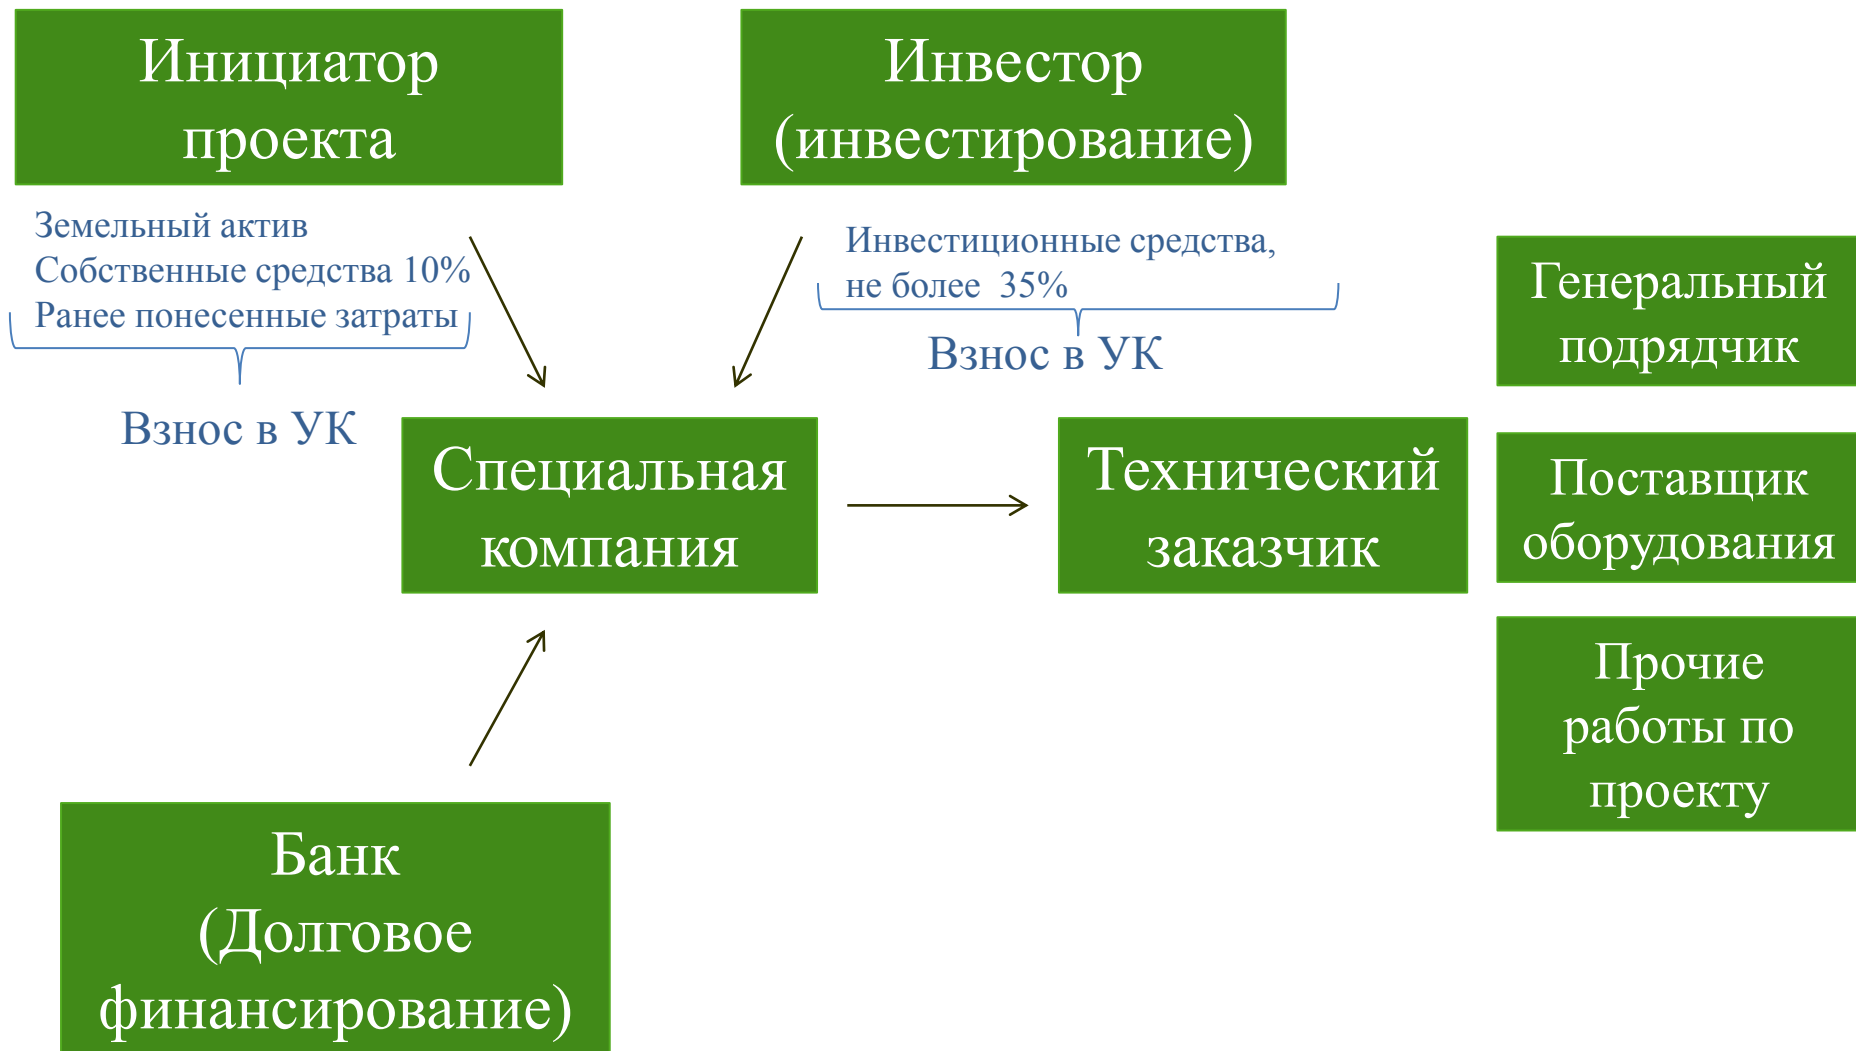 Инициатор
проекта
Инвестор
(инвестирование)
Земельный актив
Собственные средства 10%
Ранее понесенные затраты
Взнос в УК
Инвестиционные средства,
не более  35%
Взнос в УК
Специальная
компания
Технический
заказчик
Генеральный
подрядчик
Поставщик
оборудования
Прочие
работы по
проекту
Банк
(Долговое
финансирование)